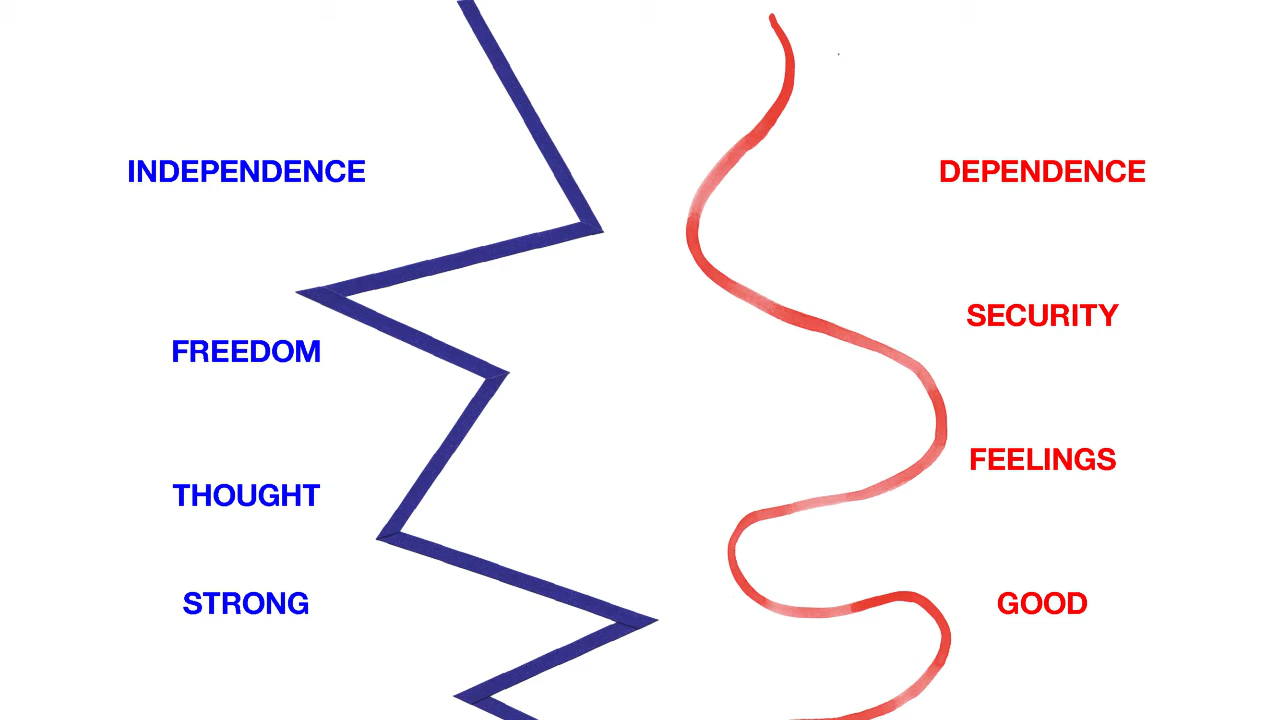 INDEPENDENCE
FREEDOM
THOUGHT
STRONG
DEPENDENCE
SECURITY
FEELINGS
GOOD